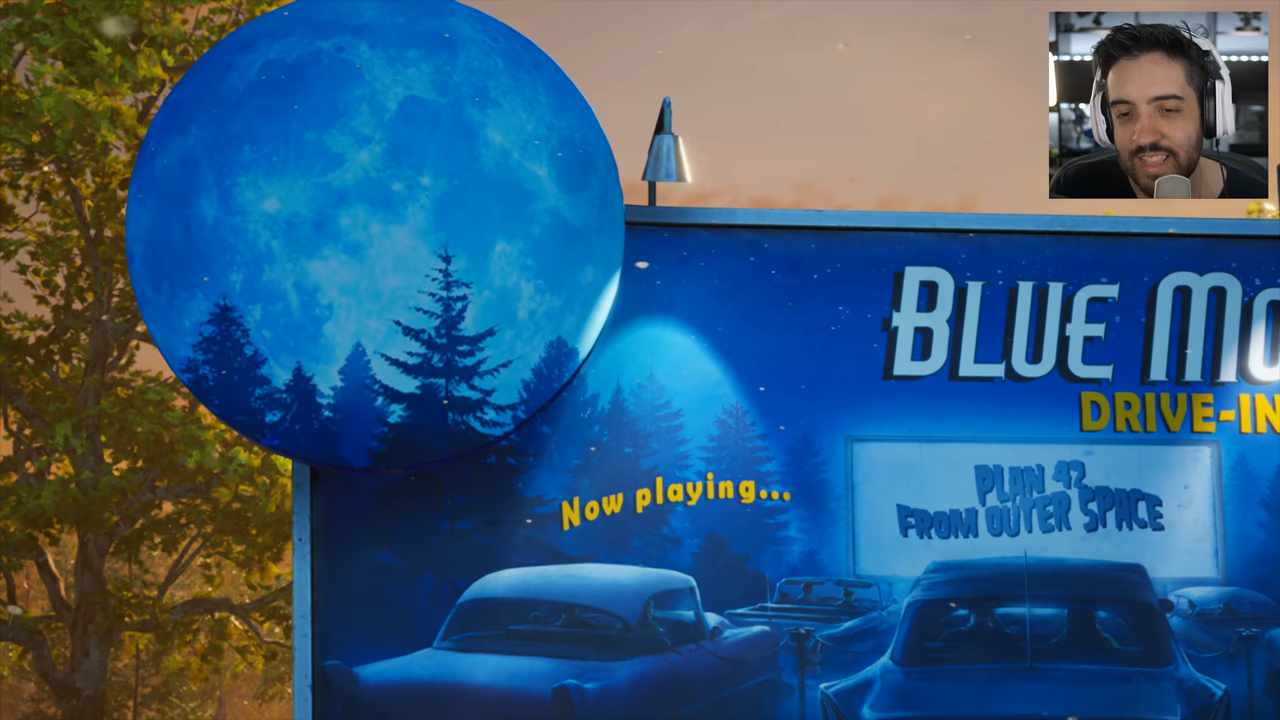 BLUE MO
DRIVE-IN
Now playing...
PLAN 42
FROM OUTER SPACE